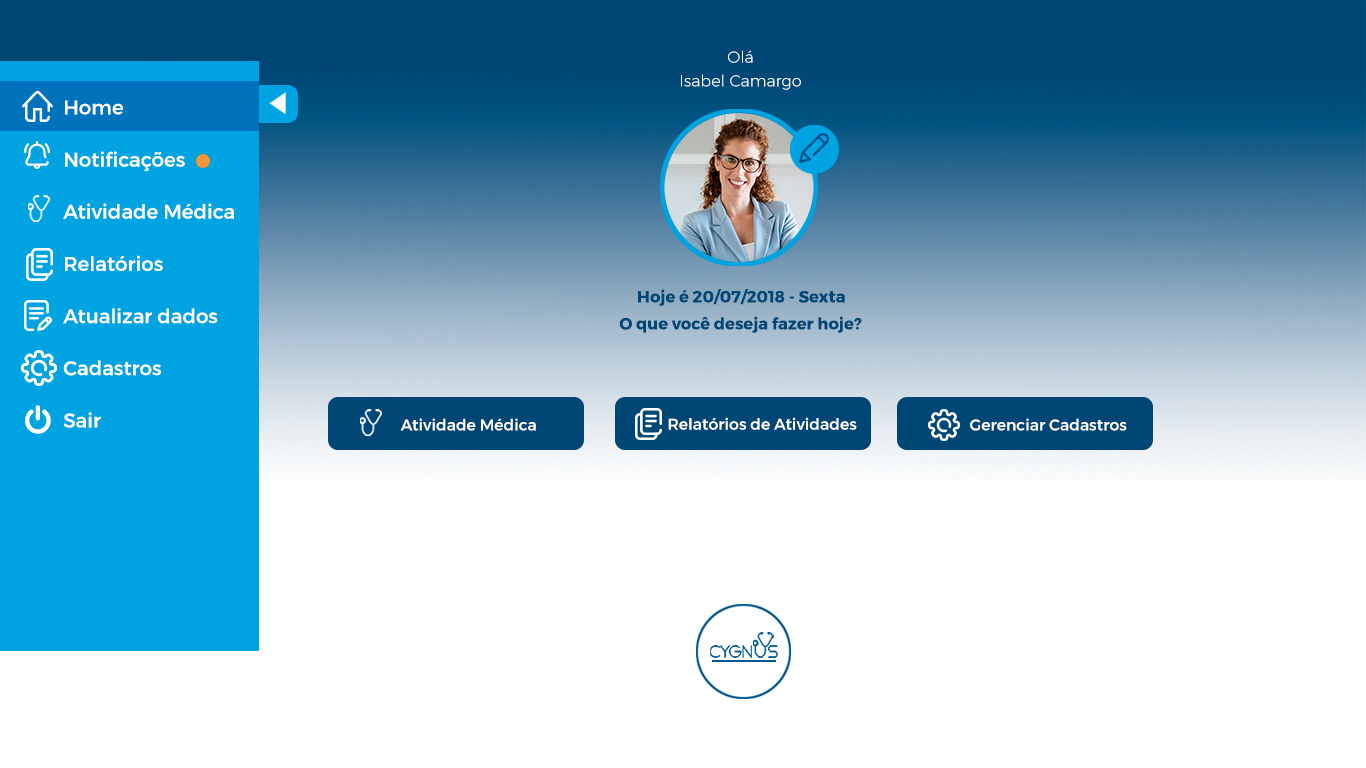 Olá
Isabel Camargo
Home
Notificações
Atividade Médica
Relatórios
Atualizar dados
Cadastros
Sair
Hoje é 20/07/2018 - Sexta
O que você deseja fazer hoje?
Atividade Médica
Relatórios de Atividades
Gerenciar Cadastros
CYGNUS